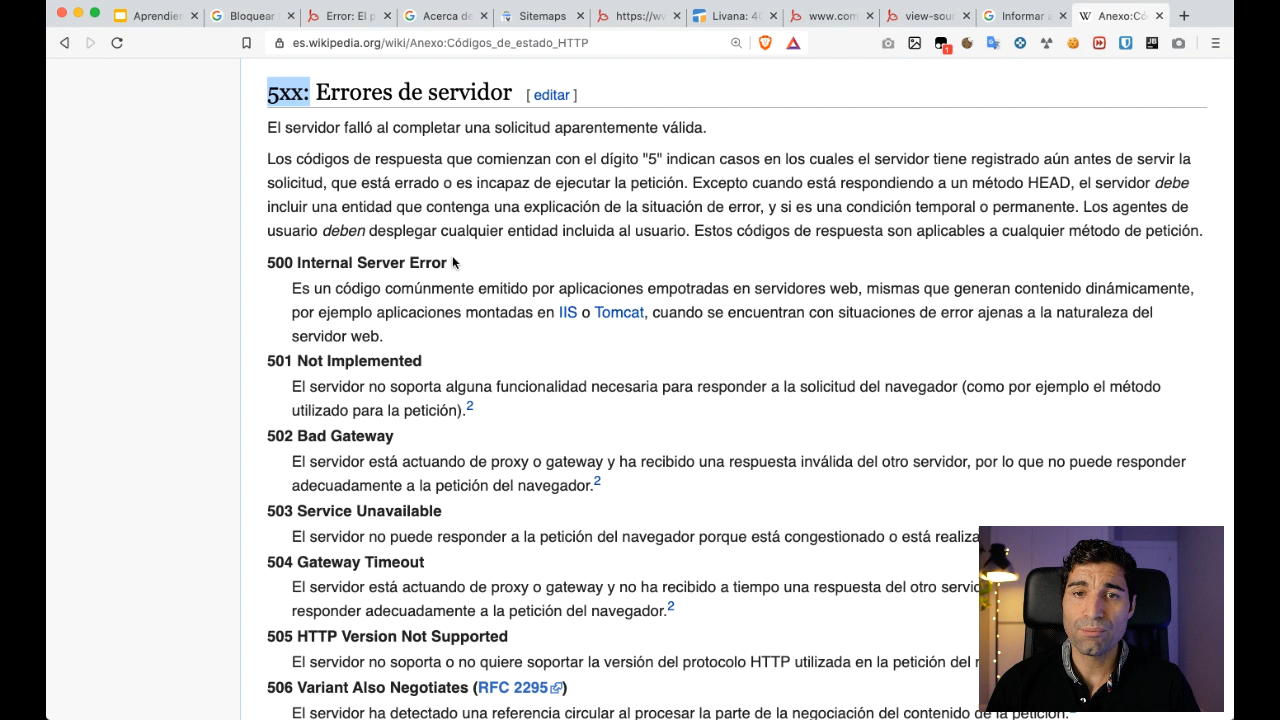 Aprendier
Bloquear
Error: El p
Acerca de
Sitemaps
https://wv
Livana: 40
www.com
view-sour
Informar a
Anexo:Có
es.wikipedia.org/wiki/Anexo:Códigos_de_estado_HTTP
1
5xx: Errores de servidor [ editar ]
El servidor falló al completar una solicitud aparentemente válida.
Los códigos de respuesta que comienzan con el dígito "5" indican casos en los cuales el servidor tiene registrado aún antes de servir la
solicitud, que está errado o es incapaz de ejecutar la petición. Excepto cuando está respondiendo a un método HEAD, el servidor debe
incluir una entidad que contenga una explicación de la situación de error, y si es una condición temporal o permanente. Los agentes de
usuario deben desplegar cualquier entidad incluida al usuario. Estos códigos de respuesta son aplicables a cualquier método de petición.
500 Internal Server Error
Es un código comúnmente emitido por aplicaciones empotradas en servidores web, mismas que generan contenido dinámicamente,
por ejemplo aplicaciones montadas en IIS o Tomcat, cuando se encuentran con situaciones de error ajenas a la naturaleza del
servidor web.
501 Not Implemented
El servidor no soporta alguna funcionalidad necesaria para responder a la solicitud del navegador (como por ejemplo el método
utilizado para la petición).2
502 Bad Gateway
El servidor está actuando de proxy o gateway y ha recibido una respuesta inválida del otro servidor, por lo que no puede responder
adecuadamente a la petición del navegador.2
503 Service Unavailable
El servidor no puede responder a la petición del navegador porque está congestionado o está realiza
504 Gateway Timeout
El servidor está actuando de proxy o gateway y no ha recibido a tiempo una respuesta del otro servid
responder adecuadamente a la petición del navegador.2
505 HTTP Version Not Supported
El servidor no soporta o no quiere soportar la versión del protocolo HTTP utilizada en la petición del
506 Variant Also Negotiates (RFC 2295)
El servidor ha detectado una referencia circular al procesar la parte de la negociación del contenido de la petición.